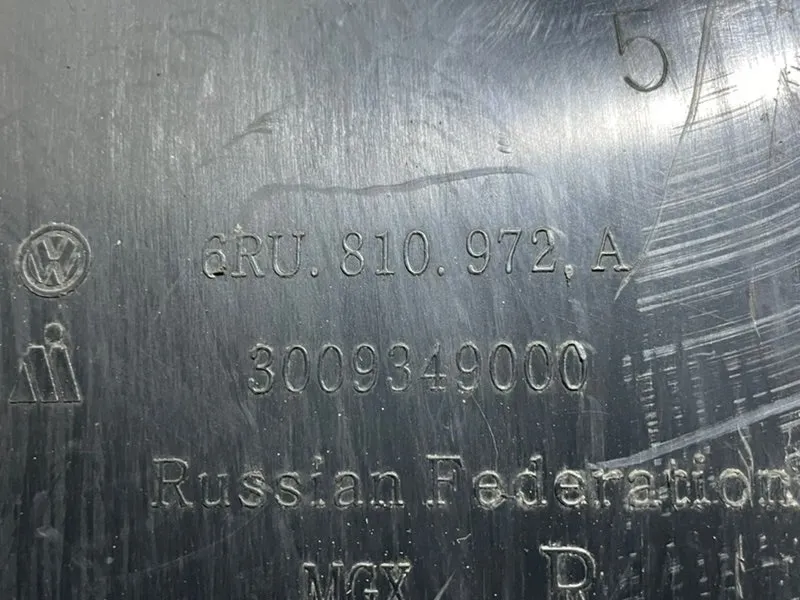 5/
6RU. 810. 972. A
3009349000
Russian Federation
MGX R